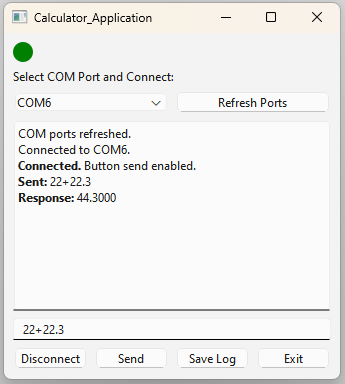 Calculator_Application
Select COM Port and Connect:
COM6
Refresh Ports
COM ports refreshed.
Connected to COM6.
Connected. Button send enabled.
Sent: 22+22.3
Response: 44.3000
22+22.3
Disconnect
Send
Save Log
Exit